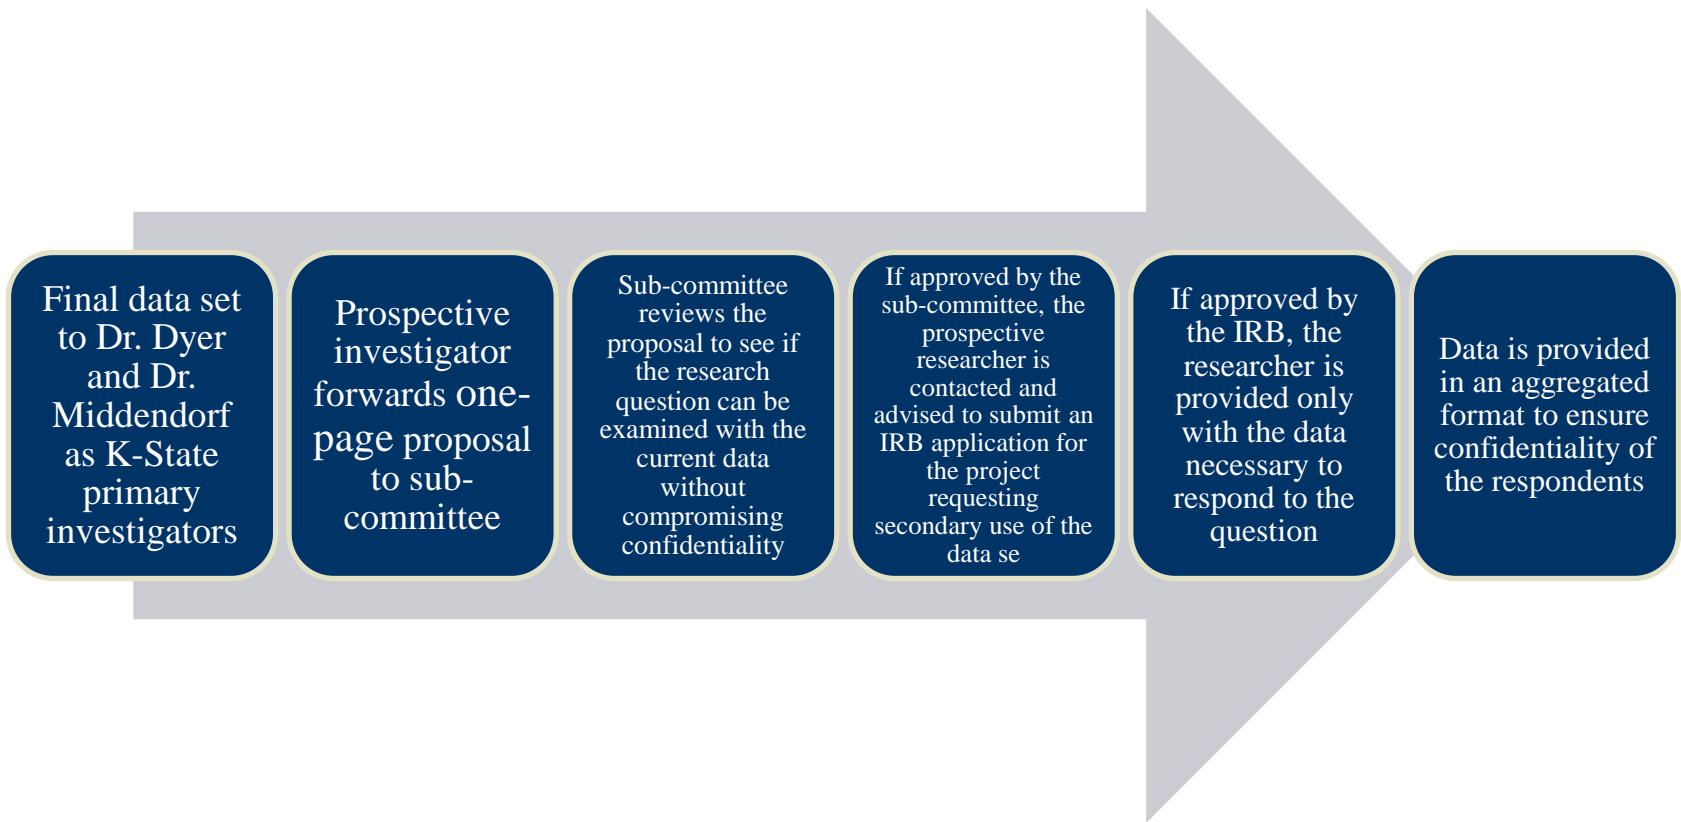 Final data set
to Dr. Dyer
and Dr.
Middendorf
as K-State
primary
investigators
Prospective
investigator
forwards one-
page proposal
to sub-
committee
Sub-committee
reviews the
proposal to see if
the research
question can be
examined with the
current data
without
compromising
confidentiality
If approved by the
sub-committee, the
prospective
researcher is
contacted and
advised to submit an
IRB application for
the project
requesting
secondary use of the
data se
If approved by
the IRB, the
researcher is
provided only
with the data
necessary to
respond to the
question
Data is provided
in an aggregated
format to ensure
confidentiality of
the respondents